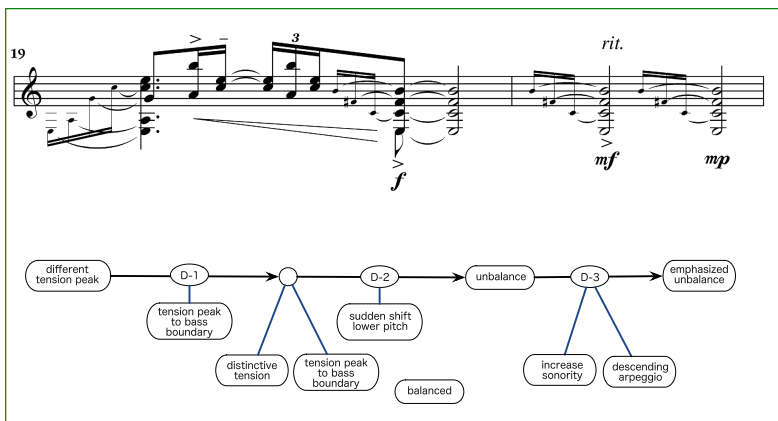 19
3
rit.
f
mf
mp
different
tension peak
D-1
D-2
unbalance
D-3
emphasized
unbalance
tension peak
to bass
boundary
sudden shift
lower pitch
distinctive
tension
tension peak
to bass
boundary
increase
sonority
descending
arpeggio
balanced